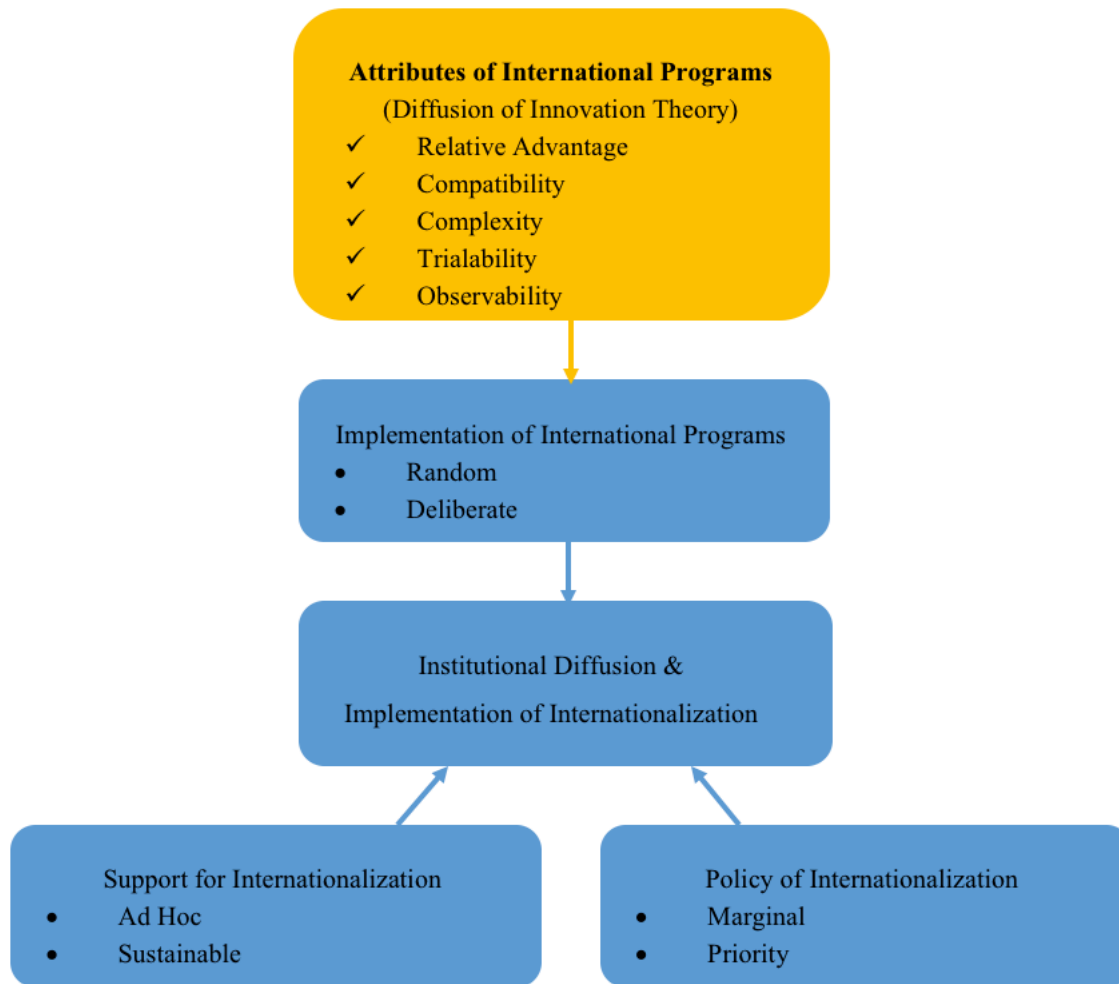 Attributes of International Programs
(Diffusion of Innovation Theory)
✓ Relative Advantage
✓ Compatibility
✓ Complexity
✓ Trialability
✓ Observability
Implementation of International Programs
• Random
• Deliberate
Institutional Diffusion &
Implementation of Internationalization
Support for Internationalization
• Ad Hoc
• Sustainable
Policy of Internationalization
• Marginal
• Priority